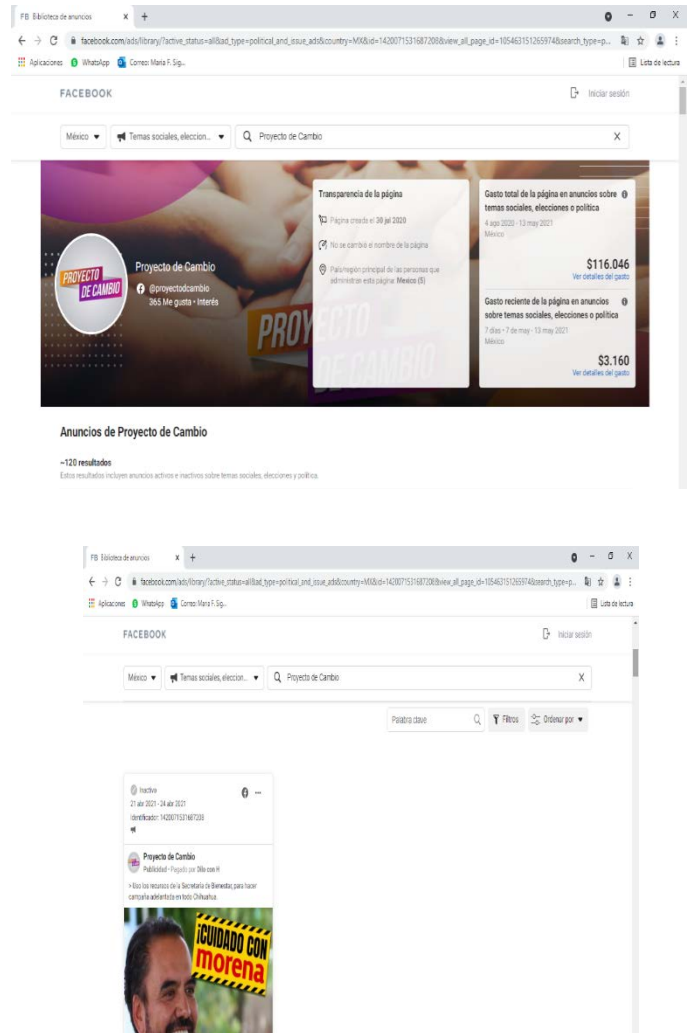 FB Biblioteca de anuncios
facebook.com/ads/library/?active_status=all&ad_type=political_and_issue_ads&country=MX&id=1420071531687208&view_all_page_id=105463151265974&search_type=p...
Aplicaciones WhatsApp Correo: Maria F. Sig... Lista de lectura
FACEBOOK Iniciar sesión
México Temas sociales, eleccion... Proyecto de Cambio X
PROYECTO DE CAMBIO
Proyecto de Cambio
@proyectodcambio
365 Me gusta • Interés
PROYECTO
DE CAMBIO
Transparencia de la página
Página creada el 30 jul 2020
No se cambió el nombre de la página
País/región principal de las personas que
administran esta página: Mexico (5)
Gasto total de la página en anuncios sobre
temas sociales, elecciones o política
4 ago 2020 - 13 may 2021
México
$116.046
Ver detalles del gasto
Gasto reciente de la página en anuncios
sobre temas sociales, elecciones o política
7 días • 7 de may - 13 may 2021
México
$3.160
Ver detalles del gasto
Anuncios de Proyecto de Cambio
~120 resultados
Estos resultados incluyen anuncios activos e inactivos sobre temas sociales, elecciones y política.
FB Biblioteca de anuncios
facebook.com/ads/library/?active_status=all&ad_type=political_and_issue_ads&country=MX&id=1420071531687208&view_all_page_id=105463151265974&search_type=p...
Aplicaciones WhatsApp Correo: Maria F. Sig... Lista de lectura
FACEBOOK Iniciar sesión
México Temas sociales, eleccion... Proyecto de Cambio X
Palabra clave Filtros Ordenar por
Inactivo
21 abr 2021 - 24 abr 2021
Identificador: 1420071531687208
Proyecto de Cambio
Publicidad • Pagado por Dilo con H
> Uso los recursos de la Secretaría de Bienestar, para hacer
campaña adelantada en todo Chihuahua.
¡CUIDADO CON
morena